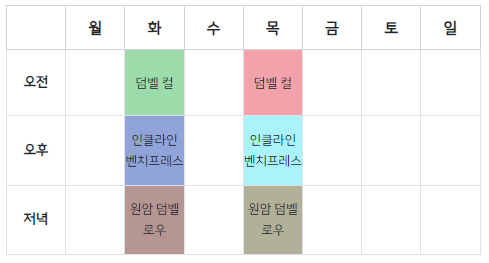 월 화 수 목 금 토 일
오전 덤벨 컬 덤벨 컬
오후 인클라인 인클라인
벤치프레스 벤치프레스
저녁 원암 덤벨 원암 덤벨
로우 로우